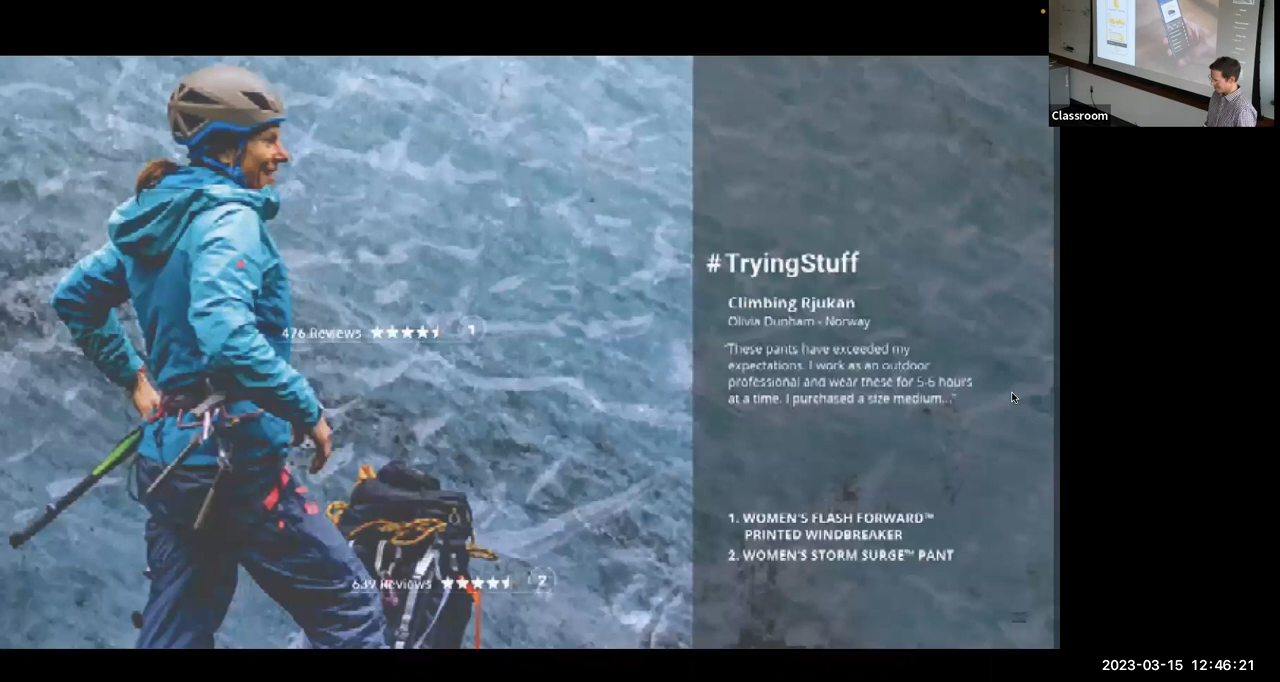 Classroom
476 Reviews
1
# TryingStuff
Climbing Rjukan
Olivia Dunham - Norway
"These pants have exceeded my
expectations. I work as an outdoor
professional and wear these for 5-6 hours
at a time. I purchased a size medium..."
1. WOMEN'S FLASH FORWARD™
PRINTED WINDBREAKER
2. WOMEN'S STORM SURGE™ PANT
639 Reviews
2
2023-03-15 12:46:21